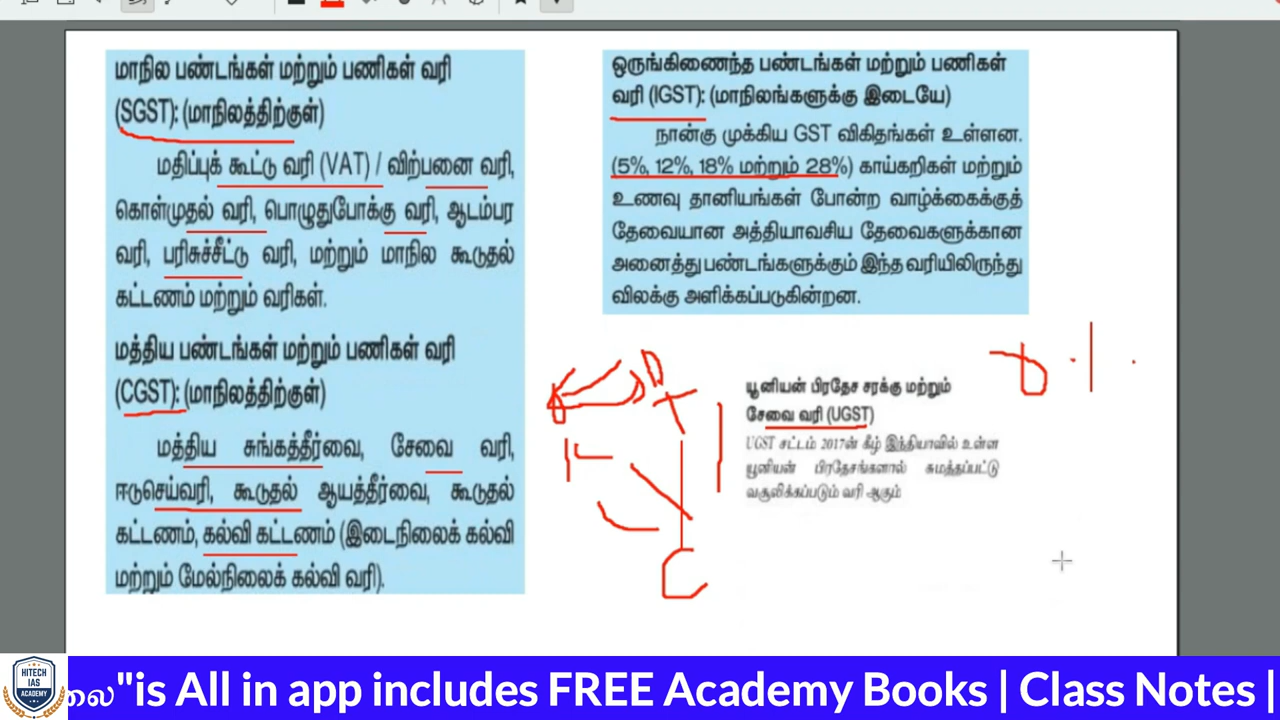 மாநில பண்டங்கள் மற்றும் பணிகள் வரி
(SGST): (மாநிலத்திற்குள்)
மதிப்புக் கூட்டு வரி (VAT) / விற்பனை வரி,
கொள்முதல் வரி, பொழுதுபோக்கு வரி, ஆடம்பர
வரி, பரிசுச்சீட்டு வரி, மற்றும் மாநில கூடுதல்
கட்டணம் மற்றும் வரிகள்.
மத்திய பண்டங்கள் மற்றும் பணிகள் வரி
(CGST): (மாநிலத்திற்குள்)
மத்திய சுங்கத்தீர்வை, சேவை வரி,
ஈடுசெய்வரி, கூடுதல் ஆயத்தீர்வை, கூடுதல்
கட்டணம், கல்வி கட்டணம் (இடைநிலைக் கல்வி
மற்றும் மேல்நிலைக் கல்வி வரி).
ஒருங்கிணைந்த பண்டங்கள் மற்றும் பணிகள்
வரி (IGST): (மாநிலங்களுக்கு இடையே)
நான்கு முக்கிய GST விகிதங்கள் உள்ளன.
(5%, 12%, 18% மற்றும் 28%) காய்கறிகள் மற்றும்
உணவு தானியங்கள் போன்ற வாழ்க்கைக்குத்
தேவையான அத்தியாவசிய தேவைகளுக்கான
அனைத்து பண்டங்களுக்கும் இந்த வரியிலிருந்து
விலக்கு அளிக்கப்படுகின்றன.
யூனியன் பிரதேச சரக்கு மற்றும்
சேவை வரி (UGST)
UGST சட்டம் 2017ன் கீழ் இந்தியாவில் உள்ள
யூனியன் பிரதேசங்களால் சுமத்தப்பட்டு
வசூலிக்கப்படும் வரி ஆகும்
C
HITECH
IAS
ACADEMY
லை"is All in app includes FREE Academy Books | Class Notes |